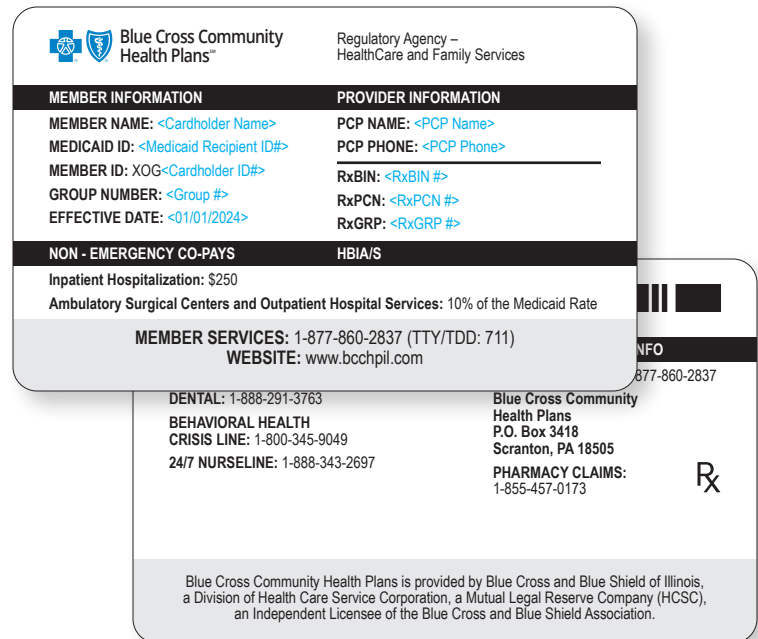 Blue Cross Community
Health Plans℠
Regulatory Agency –
HealthCare and Family Services
MEMBER INFORMATION
MEMBER NAME: <Cardholder Name>
MEDICAID ID: <Medicaid Recipient ID#>
MEMBER ID: XOG<Cardholder ID#>
GROUP NUMBER: <Group #>
EFFECTIVE DATE: <01/01/2024>
PROVIDER INFORMATION
PCP NAME: <PCP Name>
PCP PHONE: <PCP Phone>
RxBIN: <RxBIN #>
RxPCN: <RxPCN #>
RxGRP: <RxGRP #>
NON - EMERGENCY CO-PAYS
HBIA/S
Inpatient Hospitalization: $250
Ambulatory Surgical Centers and Outpatient Hospital Services: 10% of the Medicaid Rate
MEMBER SERVICES: 1-877-860-2837 (TTY/TDD: 711)
WEBSITE: www.bcchpil.com
DENTAL: 1-888-291-3763
BEHAVIORAL HEALTH
CRISIS LINE: 1-800-345-9049
24/7 NURSELINE: 1-888-343-2697
NFO
877-860-2837
Blue Cross Community
Health Plans
P.O. Box 3418
Scranton, PA 18505
PHARMACY CLAIMS:
1-855-457-0173
Rx
Blue Cross Community Health Plans is provided by Blue Cross and Blue Shield of Illinois,
a Division of Health Care Service Corporation, a Mutual Legal Reserve Company (HCSC),
an Independent Licensee of the Blue Cross and Blue Shield Association.